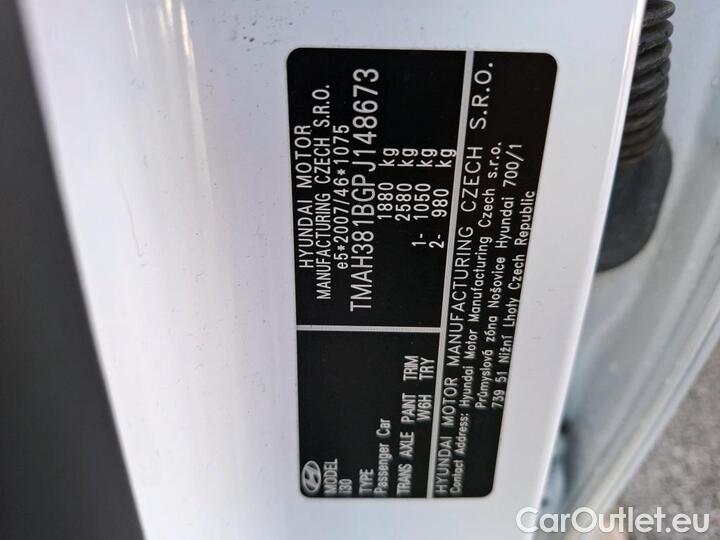 HYUNDAI MOTOR
MANUFACTURING CZECH S.R.O.
e5*2007/46*1075
TMAH381BGPJ148673
1880 kg
2580 kg
1- 1050 kg
2- 980 kg
MODEL
i30
TYPE
Passenger Car
TRANS AXLE PAINT TRIM
W6H TRY
HYUNDAI MOTOR MANUFACTURING CZECH S.R.O.
Contact Address: Hyundai Motor Manufacturing Czech s.r.o.
Průmyslová zóna Nošovice Hyundai 700/1
739 51 Nižní Lhoty Czech Republic
CarOutlet.eu